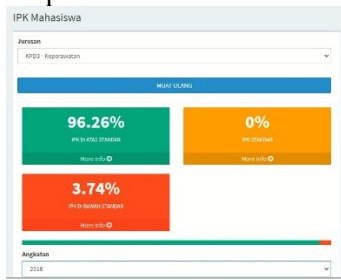 IPK Mahasiswa
Jurusan
KPD3 - Keperawatan
MUAT ULANG
96.26%
IPK DI ATAS STANDAR
More info
0%
IPK STANDAR
More info
3.74%
IPK DI BAWAH STANDAR
More info
Angkatan
2018